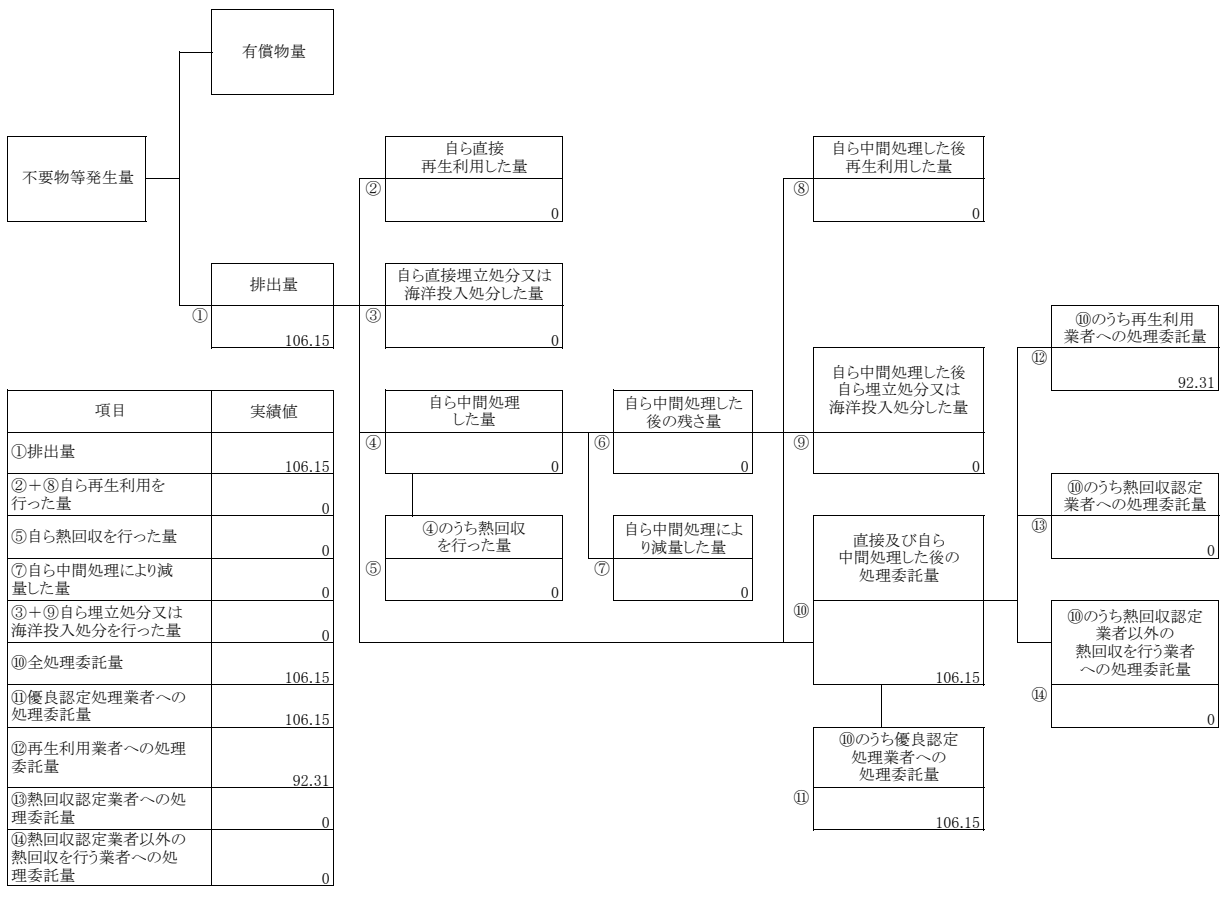 有償物量
不要物等発生量
排出量
①
106.15
自ら直接
再生利用した量
②
0
自ら直接埋立処分又は
海洋投入処分した量
③
0
自ら中間処理
した量
④
0
④のうち熱回収
を行った量
⑤
0
自ら中間処理した
後の残さ量
⑥
0
自ら中間処理によ
り減量した量
⑦
0
自ら中間処理した後
再生利用した量
⑧
0
自ら中間処理した後
自ら埋立処分又は
海洋投入処分した量
⑨
0
直接及び自ら
中間処理した後の
処理委託量
⑩
106.15
⑩のうち優良認定
処理業者への
処理委託量
⑪
106.15
⑩のうち再生利用
業者への処理委託量
⑫
92.31
⑩のうち熱回収認定
業者への処理委託量
⑬
0
⑩のうち熱回収認定
業者以外の
熱回収を行う業者
への処理委託量
⑭
0
項目 実績値
①排出量
106.15
②＋⑧自ら再生利用を
行った量
0
⑤自ら熱回収を行った量
0
⑦自ら中間処理により減
量した量
0
③＋⑨自ら埋立処分又は
海洋投入処分を行った量
0
⑩全処理委託量
106.15
⑪優良認定処理業者への
処理委託量
106.15
⑫再生利用業者への処理
委託量
92.31
⑬熱回収認定業者への処
理委託量
0
⑭熱回収認定業者以外の
熱回収を行う業者への処
理委託量
0